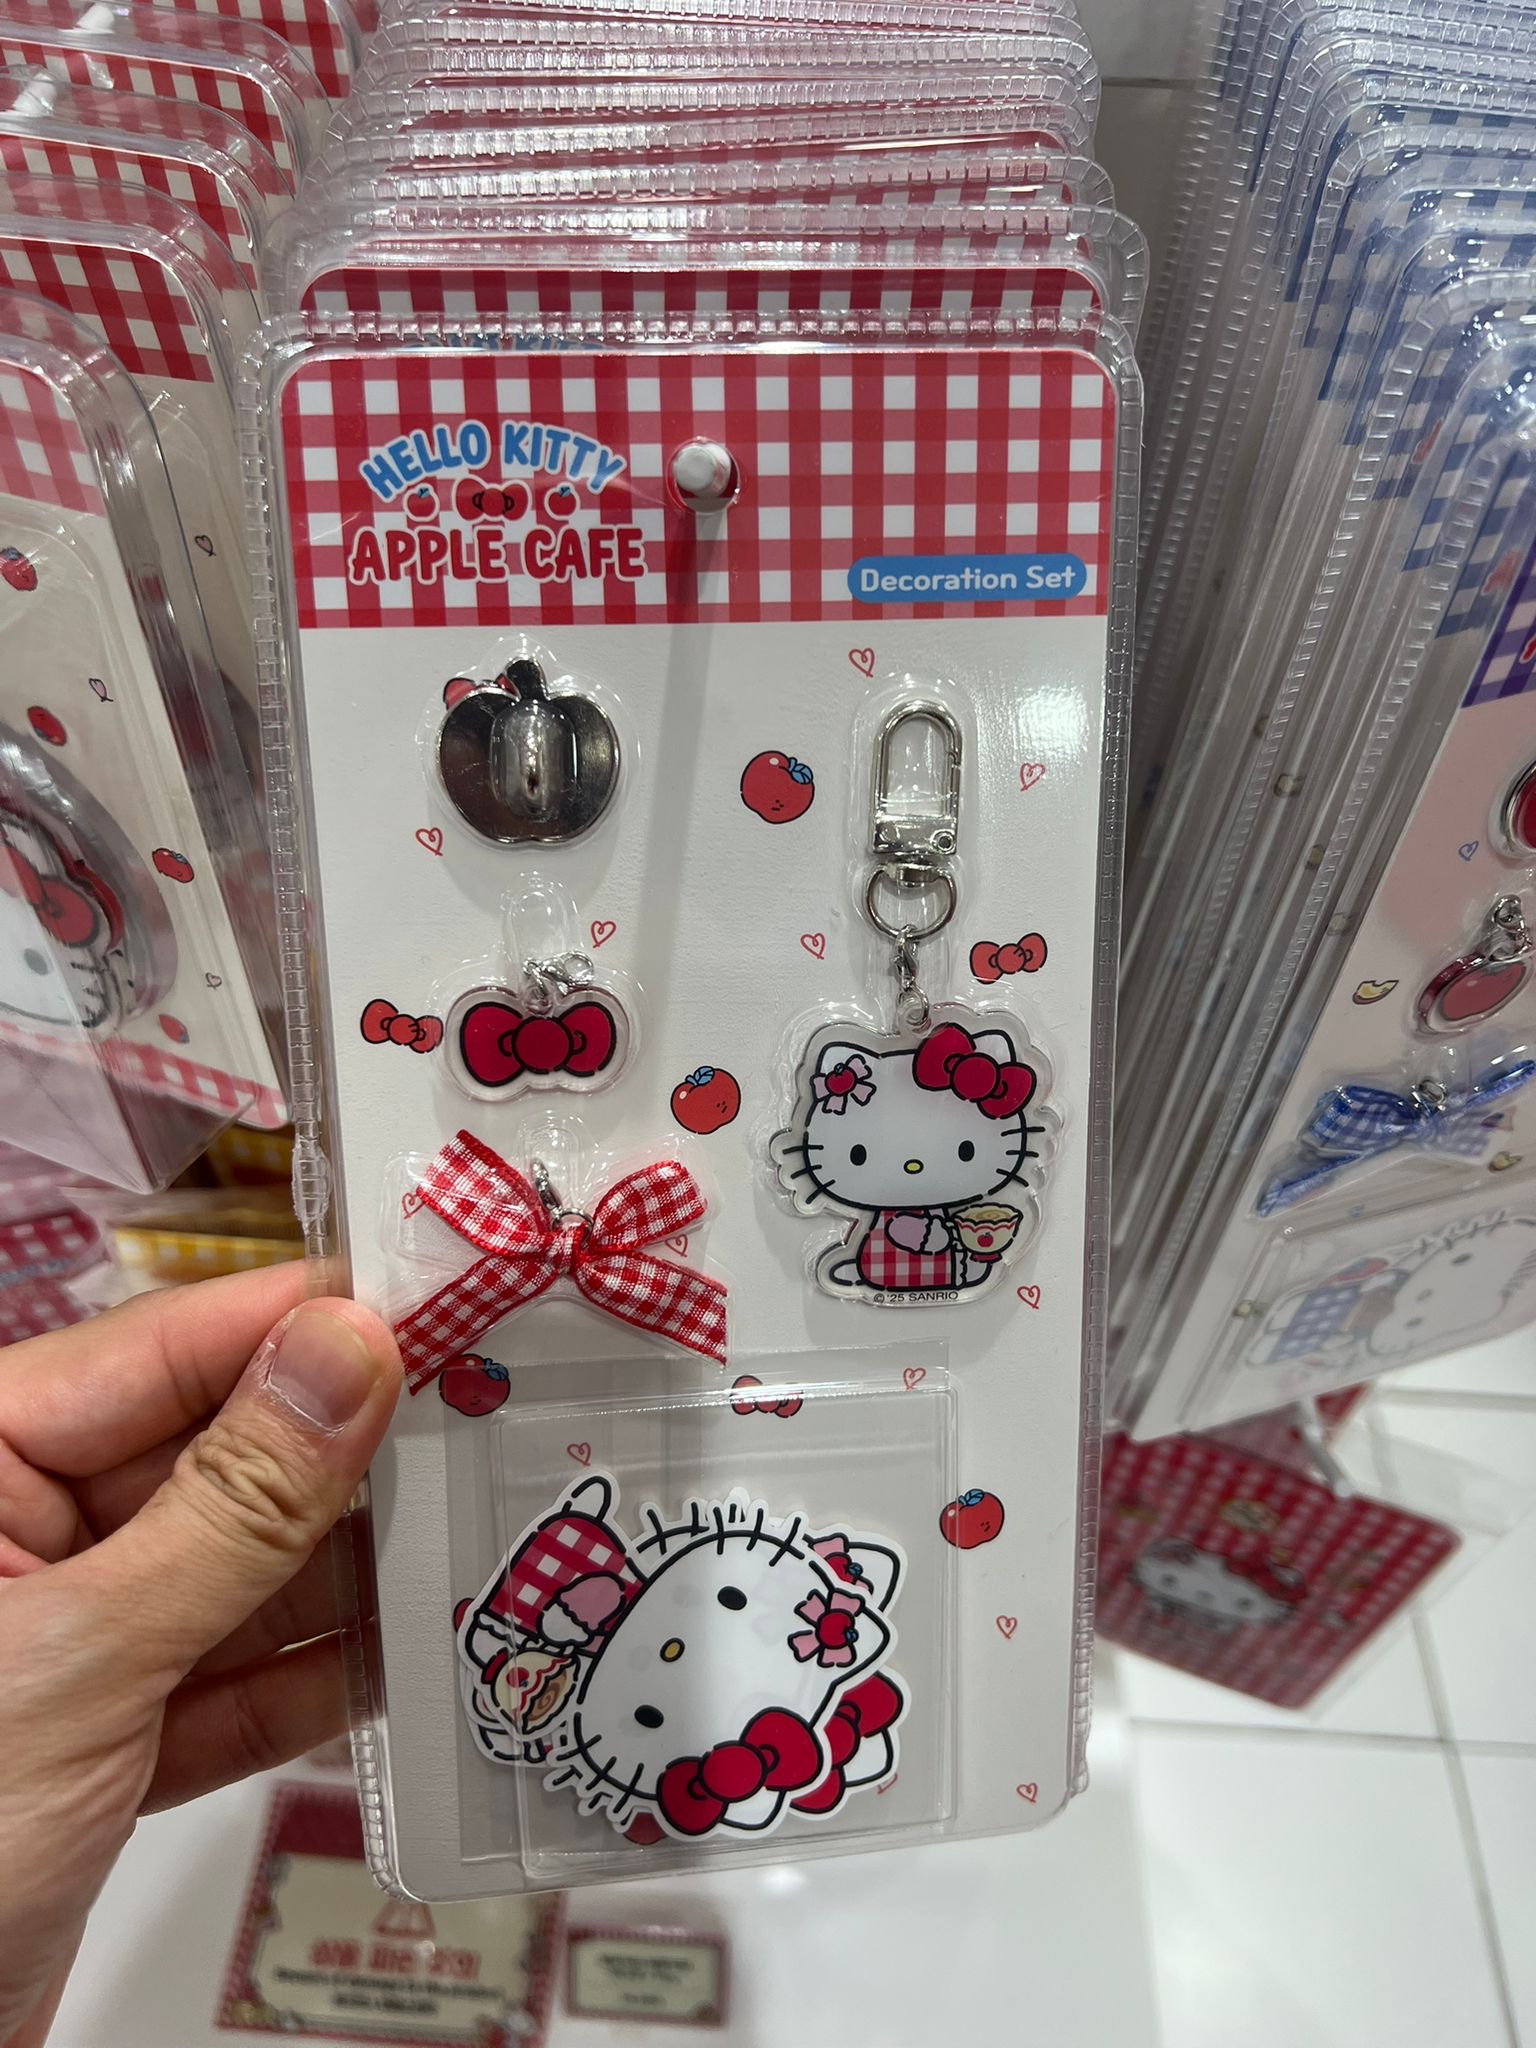 HELLO KITTY
APPLE CAFE
Decoration Set
© '25 SANRIO